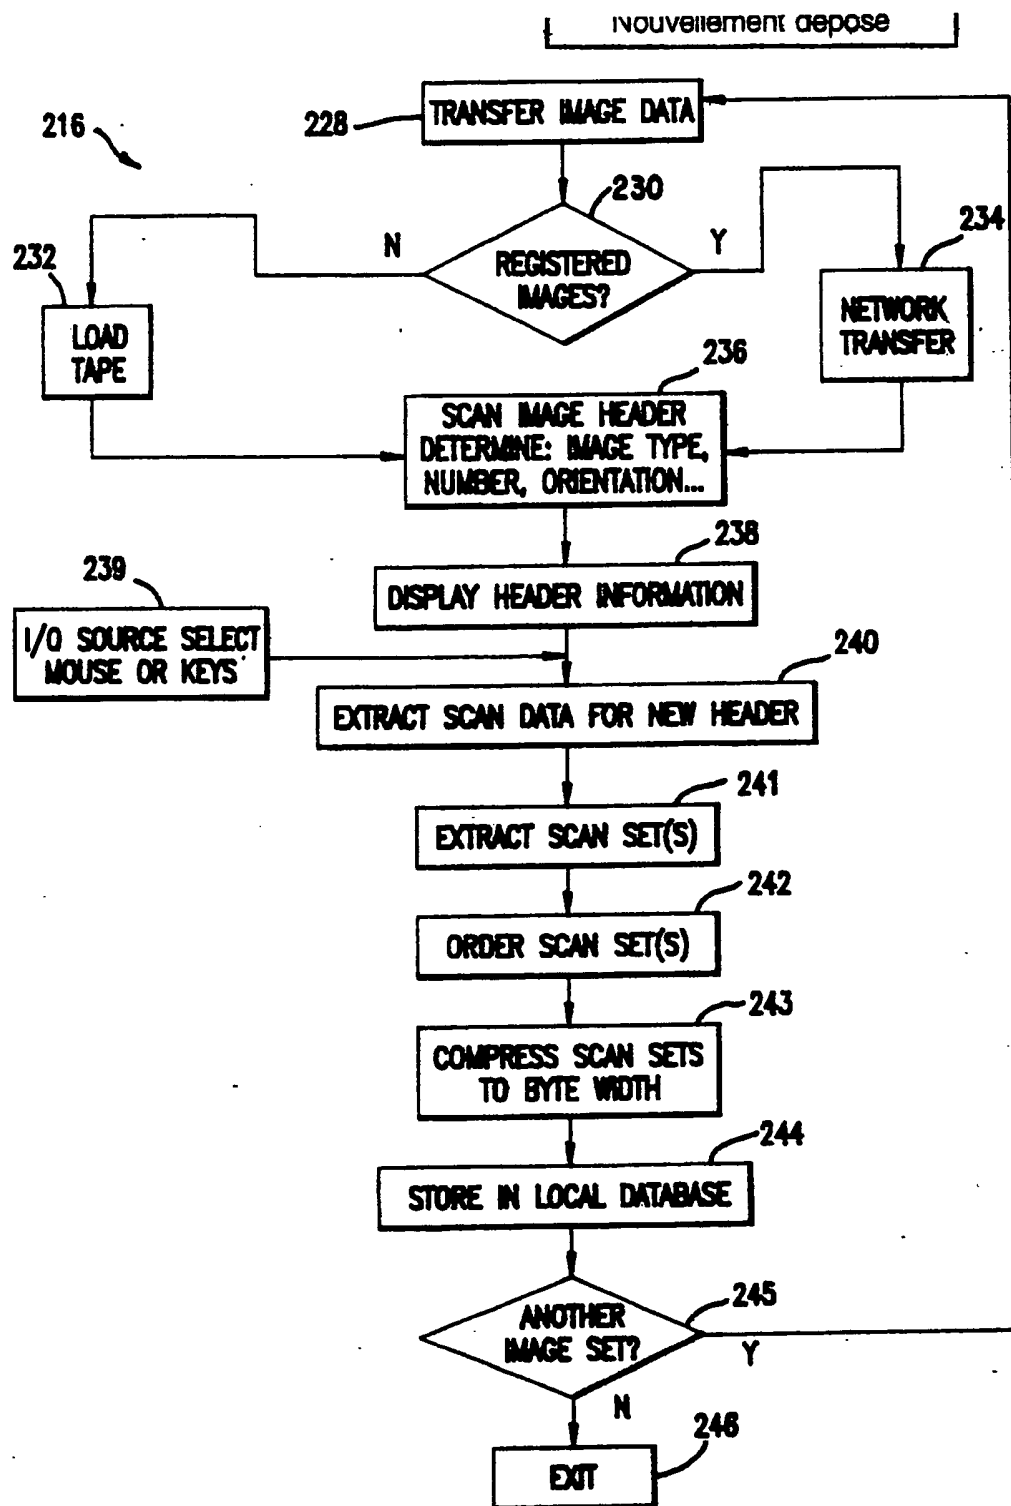 Nouvellement déposé
TRANSFER IMAGE DATA
228
216
230
REGISTERED
IMAGES?
N
Y
232
LOAD
TAPE
234
NETWORK
TRANSFER
236
SCAN IMAGE HEADER
DETERMINE: IMAGE TYPE,
NUMBER, ORIENTATION...
238
DISPLAY HEADER INFORMATION
239
I/O SOURCE SELECT
MOUSE OR KEYS
240
EXTRACT SCAN DATA FOR NEW HEADER
241
EXTRACT SCAN SET(S)
242
ORDER SCAN SET(S)
243
COMPRESS SCAN SETS
TO BYTE WIDTH
244
STORE IN LOCAL DATABASE
245
ANOTHER
IMAGE SET?
Y
N
246
EXIT